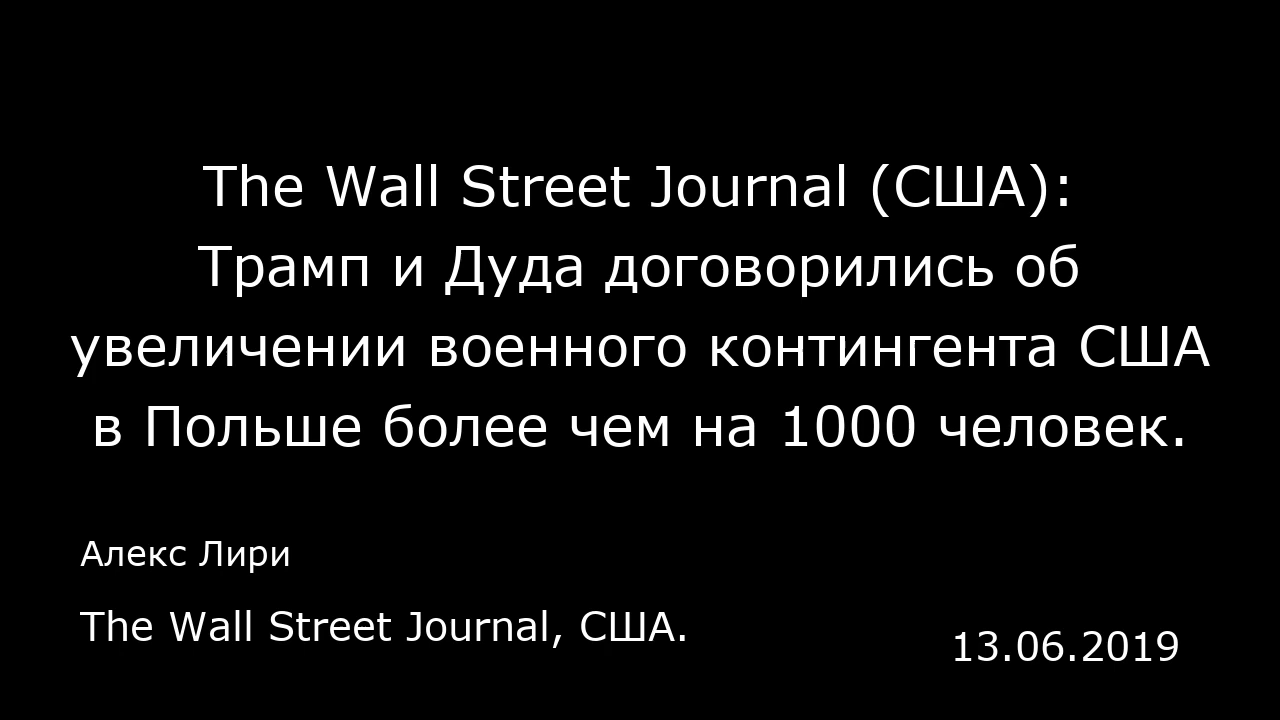 The Wall Street Journal (США):
Трамп и Дуда договорились об
увеличении военного контингента США
в Польше более чем на 1000 человек.
Алекс Лири
The Wall Street Journal, США.
13.06.2019